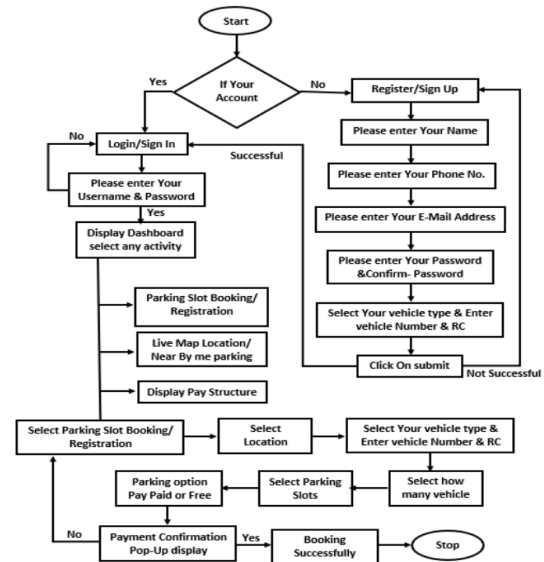 Start
If Your
Account
Yes
No
Register/Sign Up
Please enter Your Name
Please enter Your Phone No.
Please enter Your E-Mail Address
Please enter Your Password
&Confirm- Password
Select Your vehicle type & Enter
vehicle Number & RC
Click On submit
Not Successful
Successful
Login/Sign In
No
Please enter Your
Username & Password
Yes
Display Dashboard
select any activity
Parking Slot Booking/
Registration
Live Map Location/
Near By me parking
Display Pay Structure
Select Parking Slot Booking/
Registration
Select
Location
Select Your vehicle type &
Enter vehicle Number & RC
Select how
many vehicle
Select Parking
Slots
Parking option
Pay Paid or Free
Payment Confirmation
Pop-Up display
No
Yes
Booking
Successfully
Stop